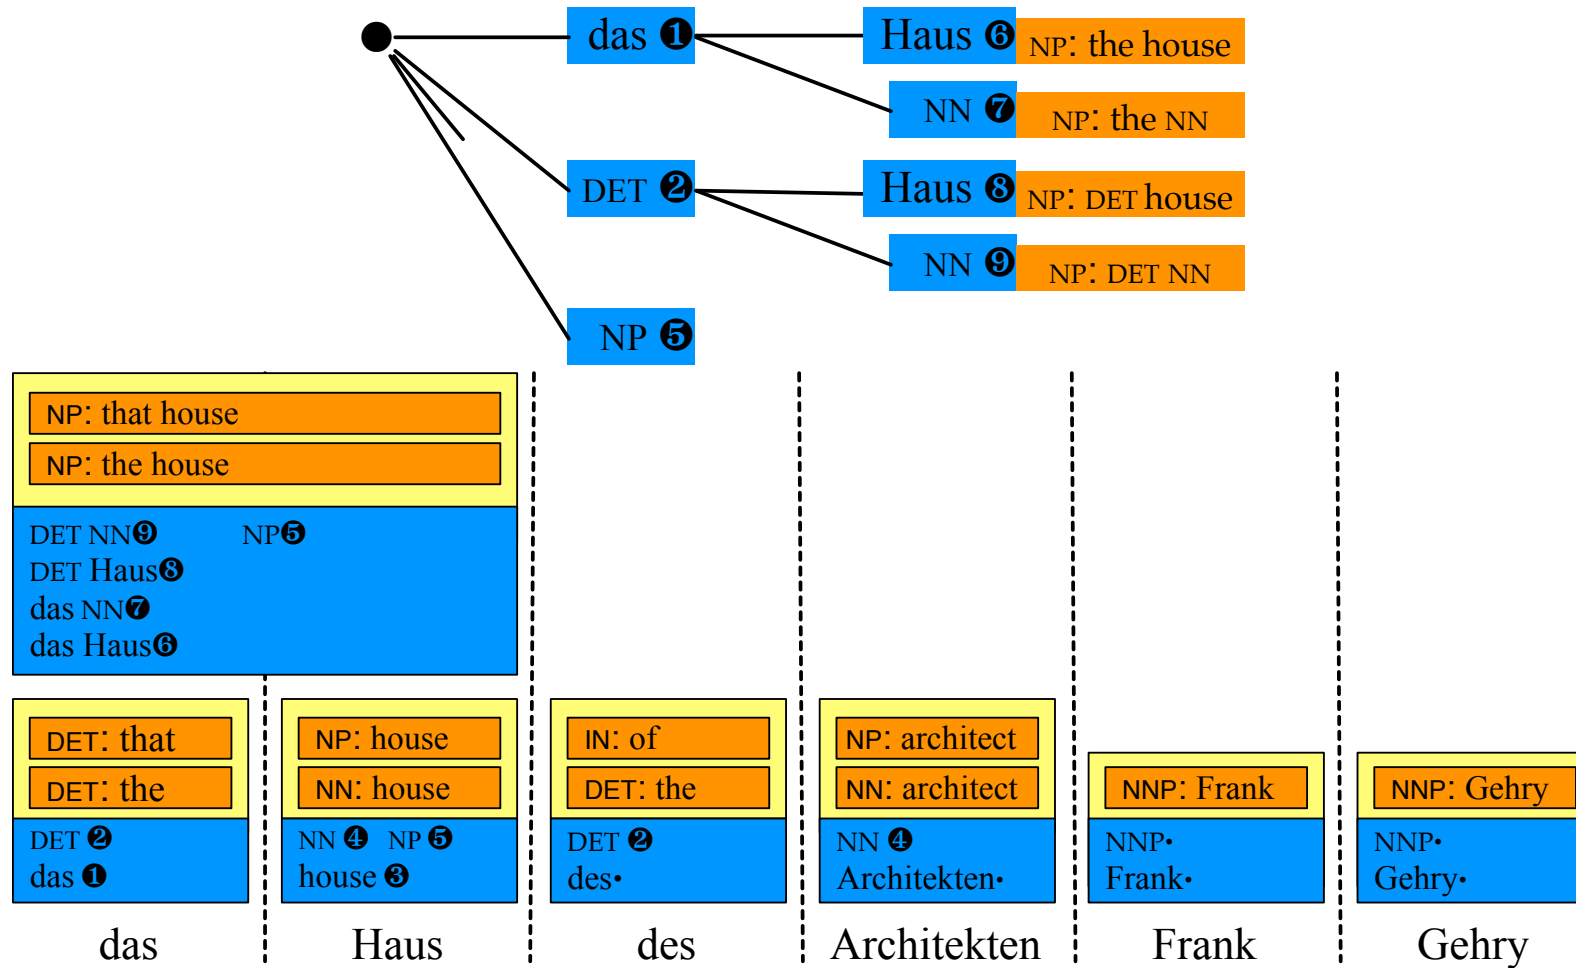 das ❶
Haus ❻ NP: the house
NN ❼ NP: the NN
DET ❷
Haus ❽ NP: DET house
NN ❾ NP: DET NN
NP ❺
NP: that house
NP: the house
DET NN❾ NP❺
DET Haus❽
das NN❼
das Haus❻
DET: that
DET: the
DET ❷
das ❶
NP: house
NN: house
NN ❹ NP ❺
house ❸
IN: of
DET: the
DET ❷
des•
NP: architect
NN: architect
NN ❹
Architekten•
NNP: Frank
NNP•
Frank•
NNP: Gehry
NNP•
Gehry•
das Haus des Architekten Frank Gehry